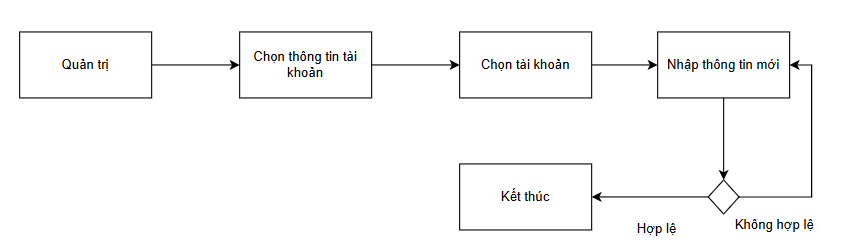 Quản trị
Chọn thông tin tài
khoản
Chọn tài khoản
Nhập thông tin mới
Kết thúc
Hợp lệ
Không hợp lệ